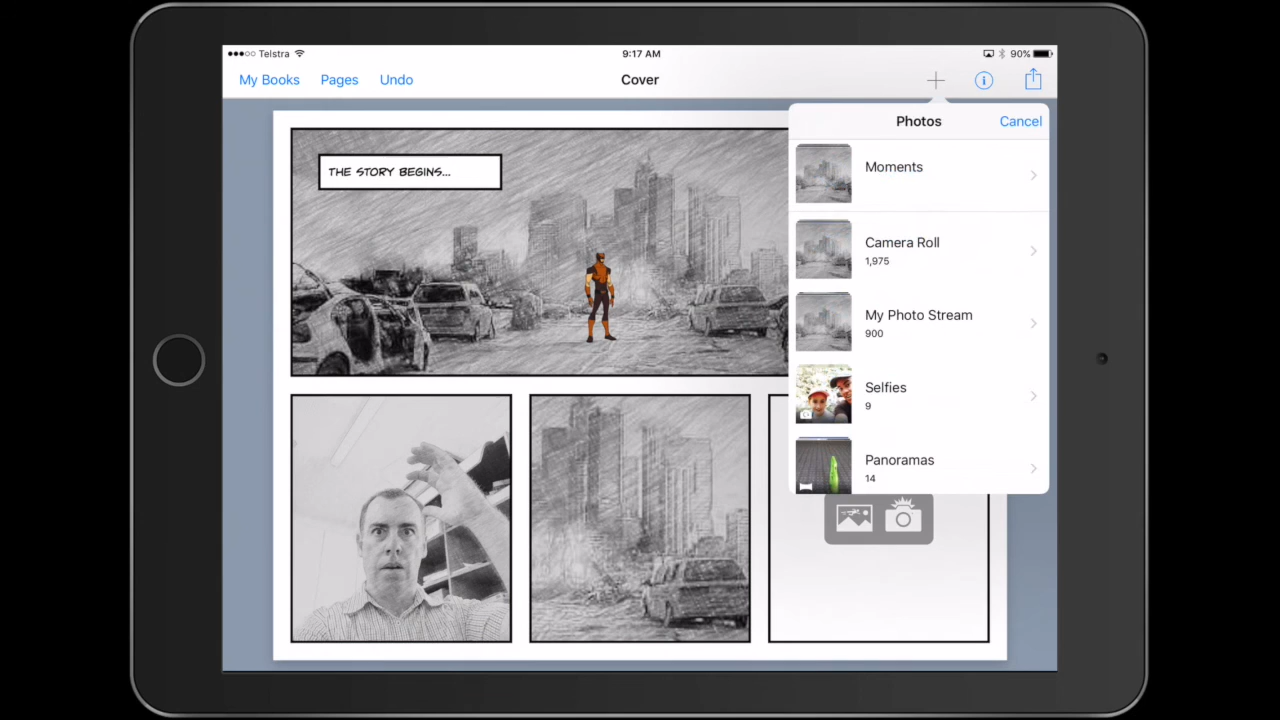 Telstra
9:17 AM
90%
My Books Pages Undo
Cover
Photos
Cancel
THE STORY BEGINS...
Moments
Camera Roll
1,975
My Photo Stream
900
Selfies
9
Panoramas
14